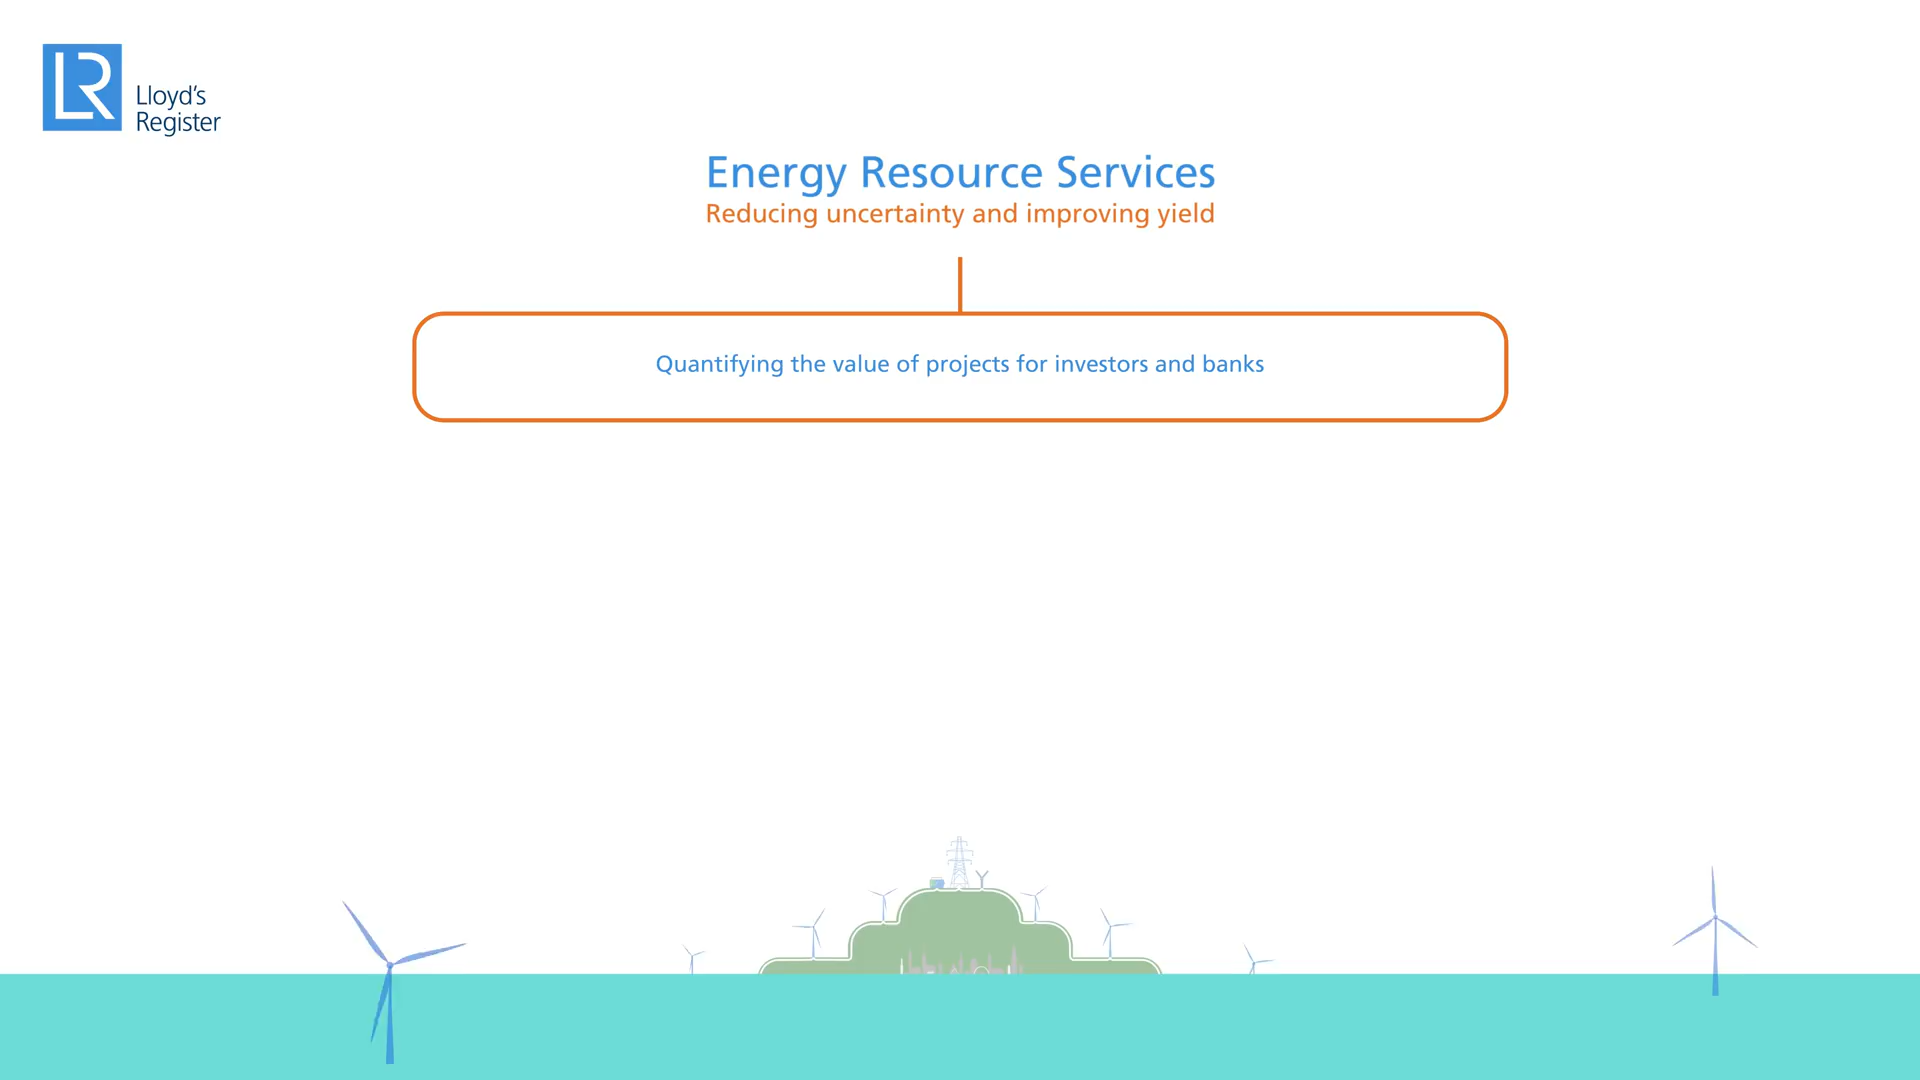 LR
Lloyd's
Register
Energy Resource Services
Reducing uncertainty and improving yield
Quantifying the value of projects for investors and banks